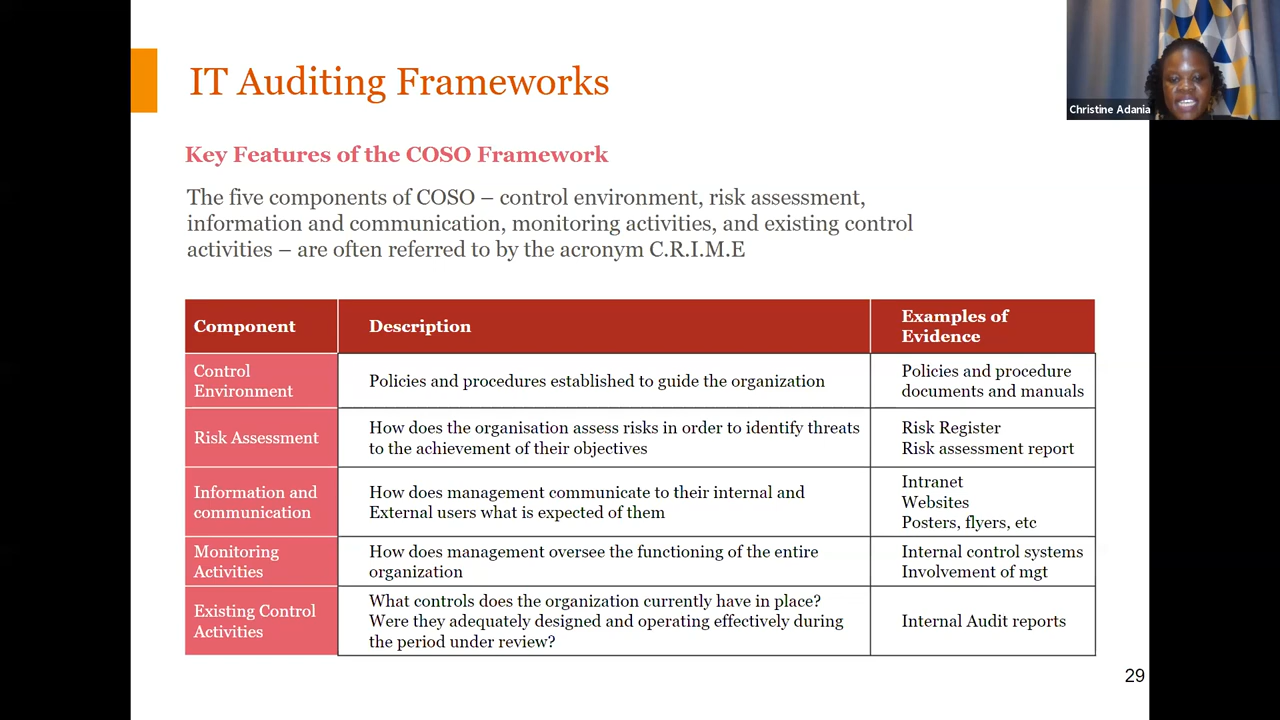 IT Auditing Frameworks
Christine Adania
Key Features of the COSO Framework
The five components of COSO – control environment, risk assessment,
information and communication, monitoring activities, and existing control
activities – are often referred to by the acronym C.R.I.M.E
Component
Description
Examples of
Evidence
Control
Environment
Policies and procedures established to guide the organization
Policies and procedure
documents and manuals
Risk Assessment
How does the organisation assess risks in order to identify threats
to the achievement of their objectives
Risk Register
Risk assessment report
Information and
communication
How does management communicate to their internal and
External users what is expected of them
Intranet
Websites
Posters, flyers, etc
Monitoring
Activities
How does management oversee the functioning of the entire
organization
Internal control systems
Involvement of mgt
Existing Control
Activities
What controls does the organization currently have in place?
Were they adequately designed and operating effectively during
the period under review?
Internal Audit reports
29